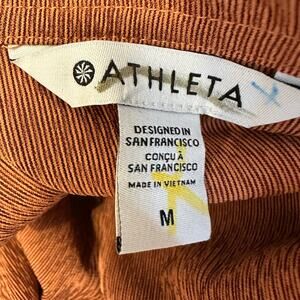 ATHLETA
DESIGNED IN
SAN FRANCISCO
CONÇU À
SAN FRANCISCO
MADE IN VIETNAM
M